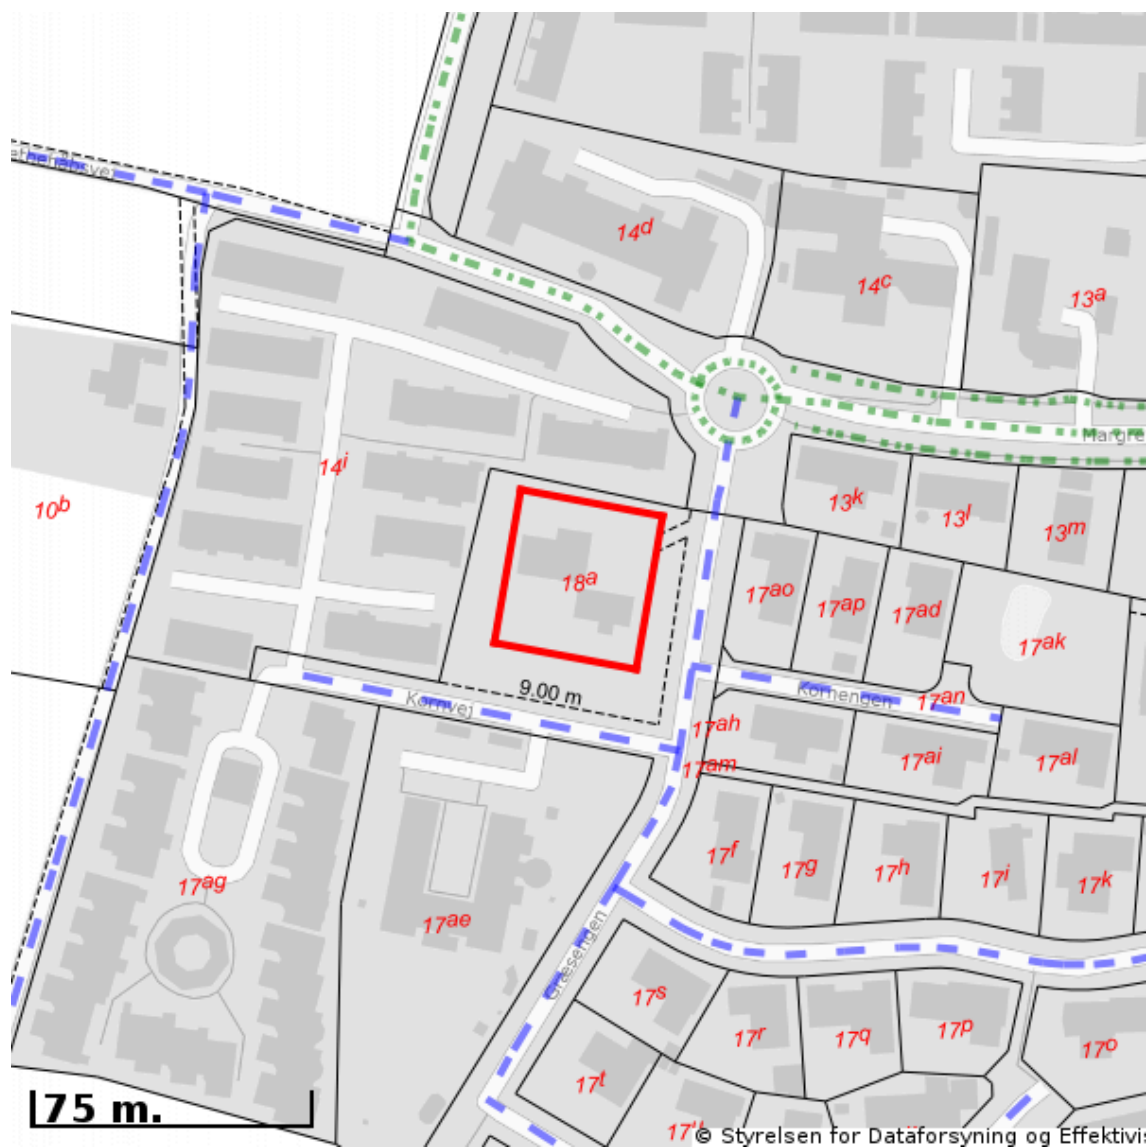 14d
14c
13a
Margre
14i
10b
13k
13l
13m
18a
17ao
17ap
17ad
17ak
9.00 m
Kornvej
Kornengen
17an
17ah
17am
17ai
17al
17f
17g
17h
17i
17k
17ag
17ae
Græsengen
17s
17r
17q
17p
17o
17t
75 m.
© Styrelsen for Dataforsyning og Effektivi